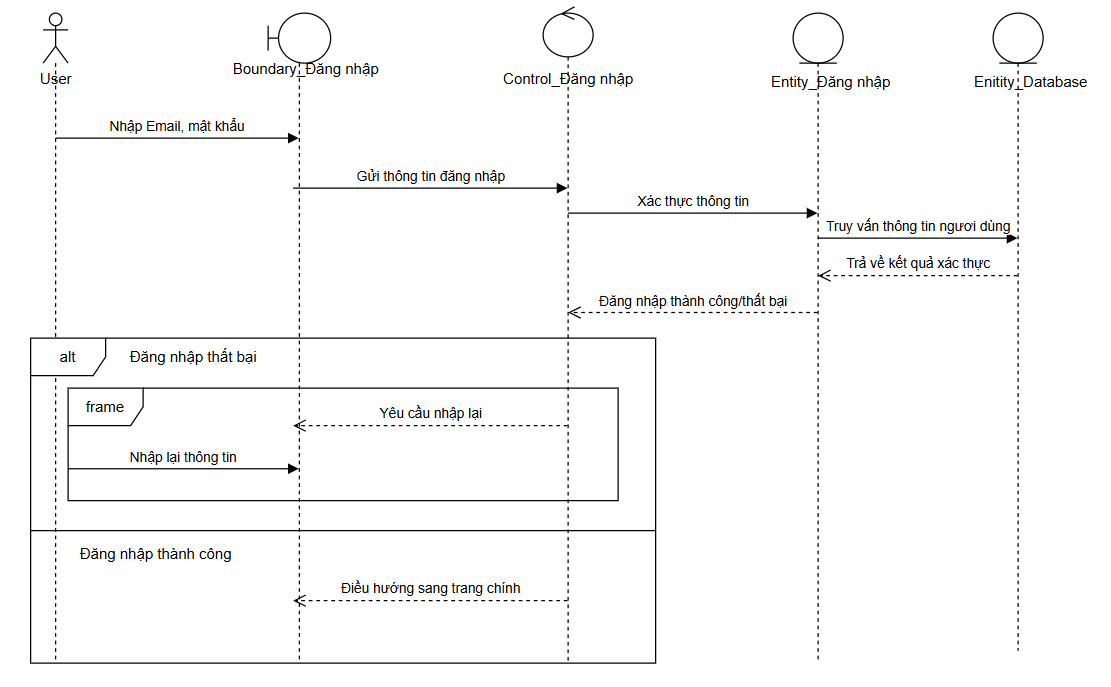 User
Boundary_Đăng nhập
Control_Đăng nhập
Entity_Đăng nhập
Enitity_Database
Nhập Email, mật khẩu
Gửi thông tin đăng nhập
Xác thực thông tin
Truy vấn thông tin ngươi dùng
Trả về kết quả xác thực
Đăng nhập thành công/thất bại
alt
Đăng nhập thất bại
frame
Yêu cầu nhập lại
Nhập lại thông tin
Đăng nhập thành công
Điều hướng sang trang chính